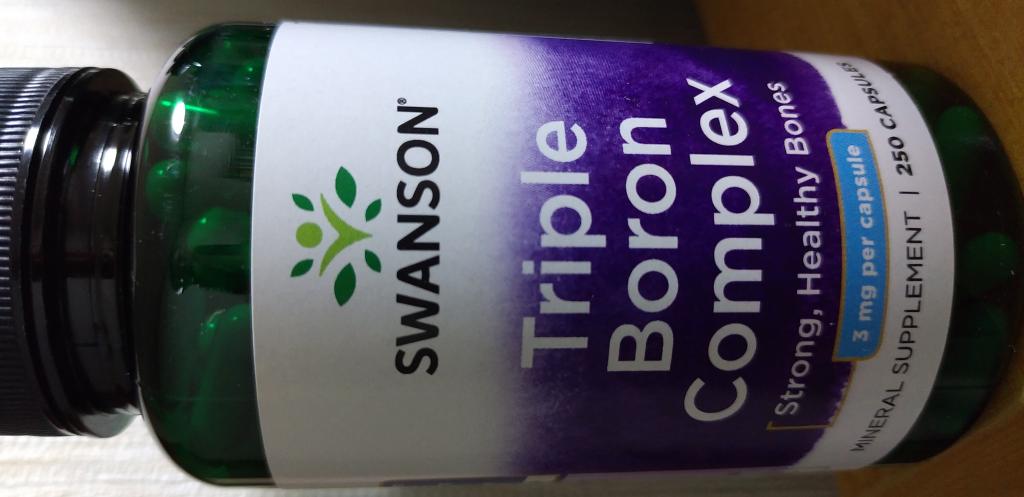 SWANSON®
Triple
Boron
Complex
Strong, Healthy Bones
3 mg per capsule
MINERAL SUPPLEMENT | 250 CAPSULES